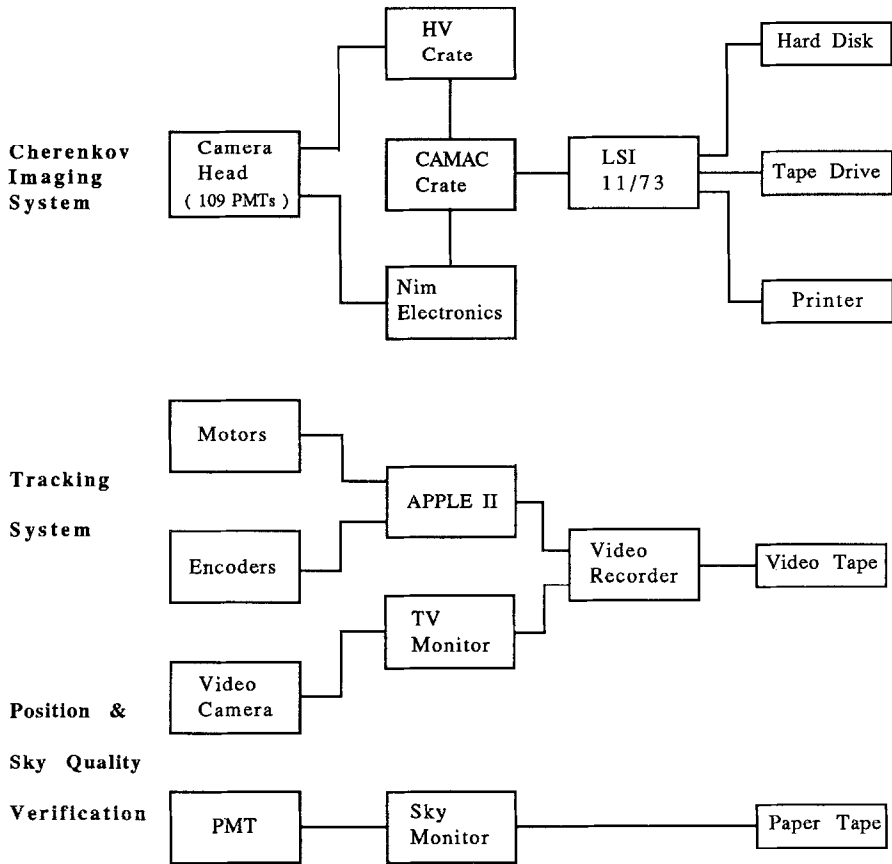 HV
Crate
Hard Disk
Cherenkov
Imaging
System
Camera
Head
( 109 PMTs )
CAMAC
Crate
LSI
11/73
Tape Drive
Nim
Electronics
Printer
Tracking
System
Motors
APPLE II
Encoders
Video
Recorder
Video Tape
TV
Monitor
Position &
Sky Quality
Verification
Video
Camera
PMT
Sky
Monitor
Paper Tape